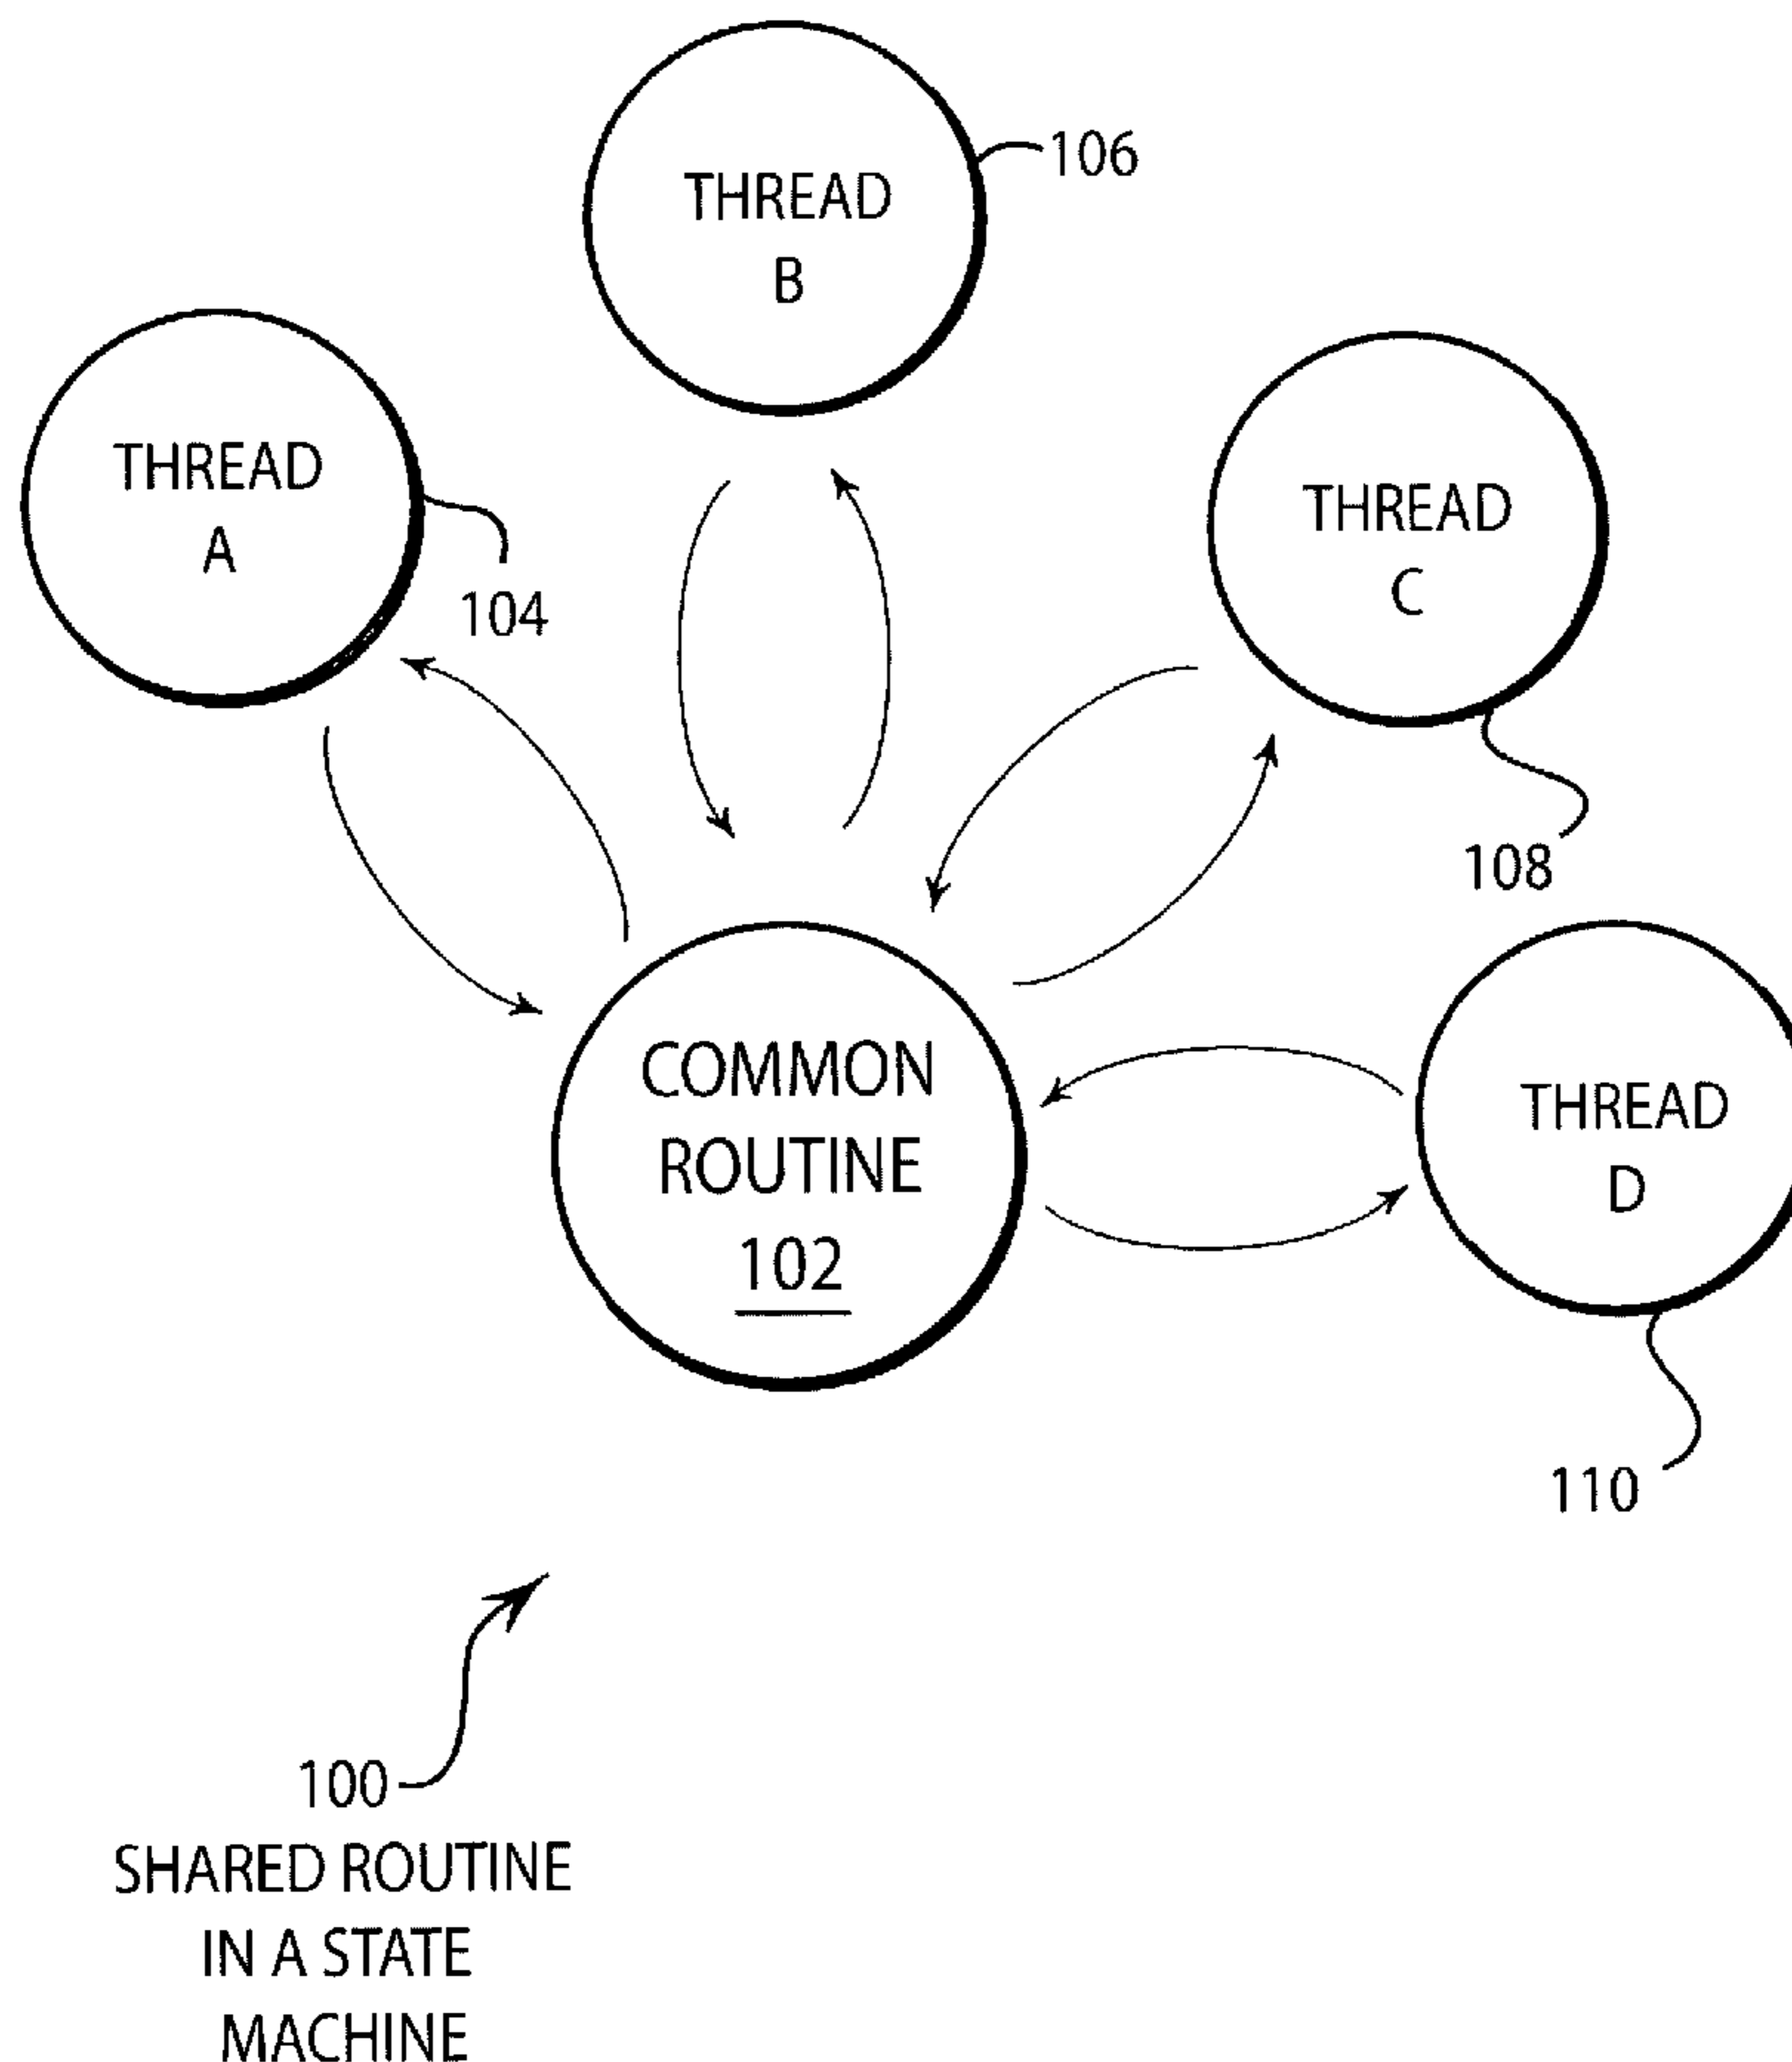 THREAD
B
106
THREAD
A
104
THREAD
C
108
COMMON
ROUTINE
102
THREAD
D
110
100
SHARED ROUTINE
IN A STATE
MACHINE